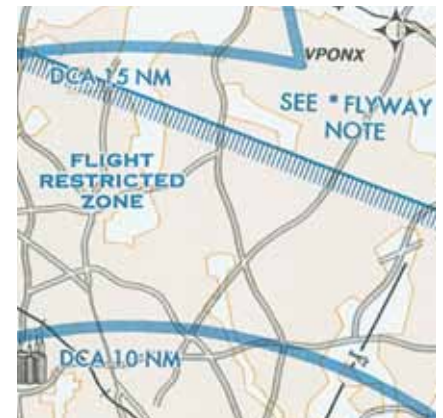 VPONX
DCA 15 NM
SEE * FLYWAY
NOTE
FLIGHT
RESTRICTED
ZONE
DCA 10 NM